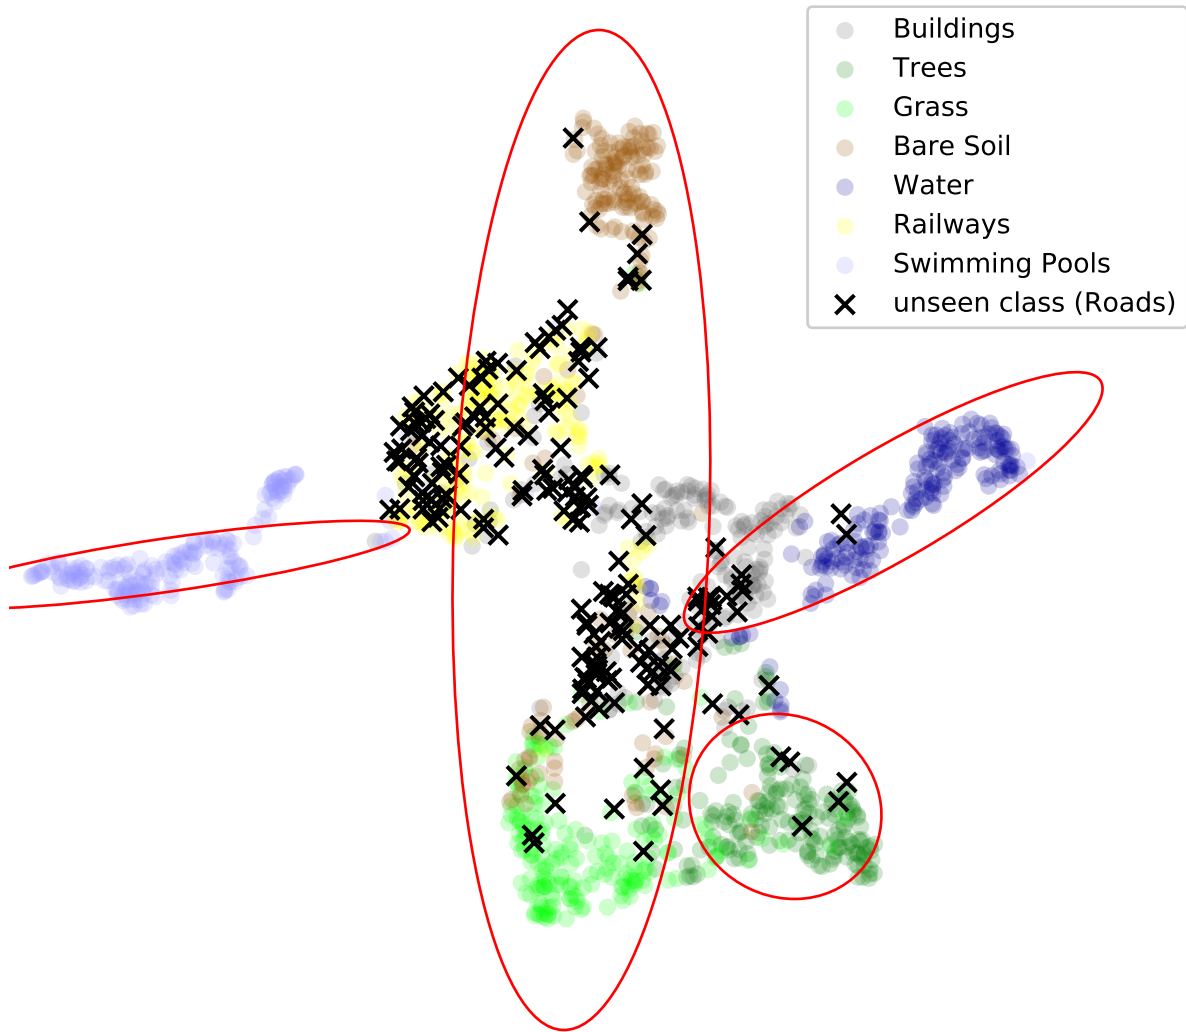 Buildings
Trees
Grass
Bare Soil
Water
Railways
Swimming Pools
unseen class (Roads)